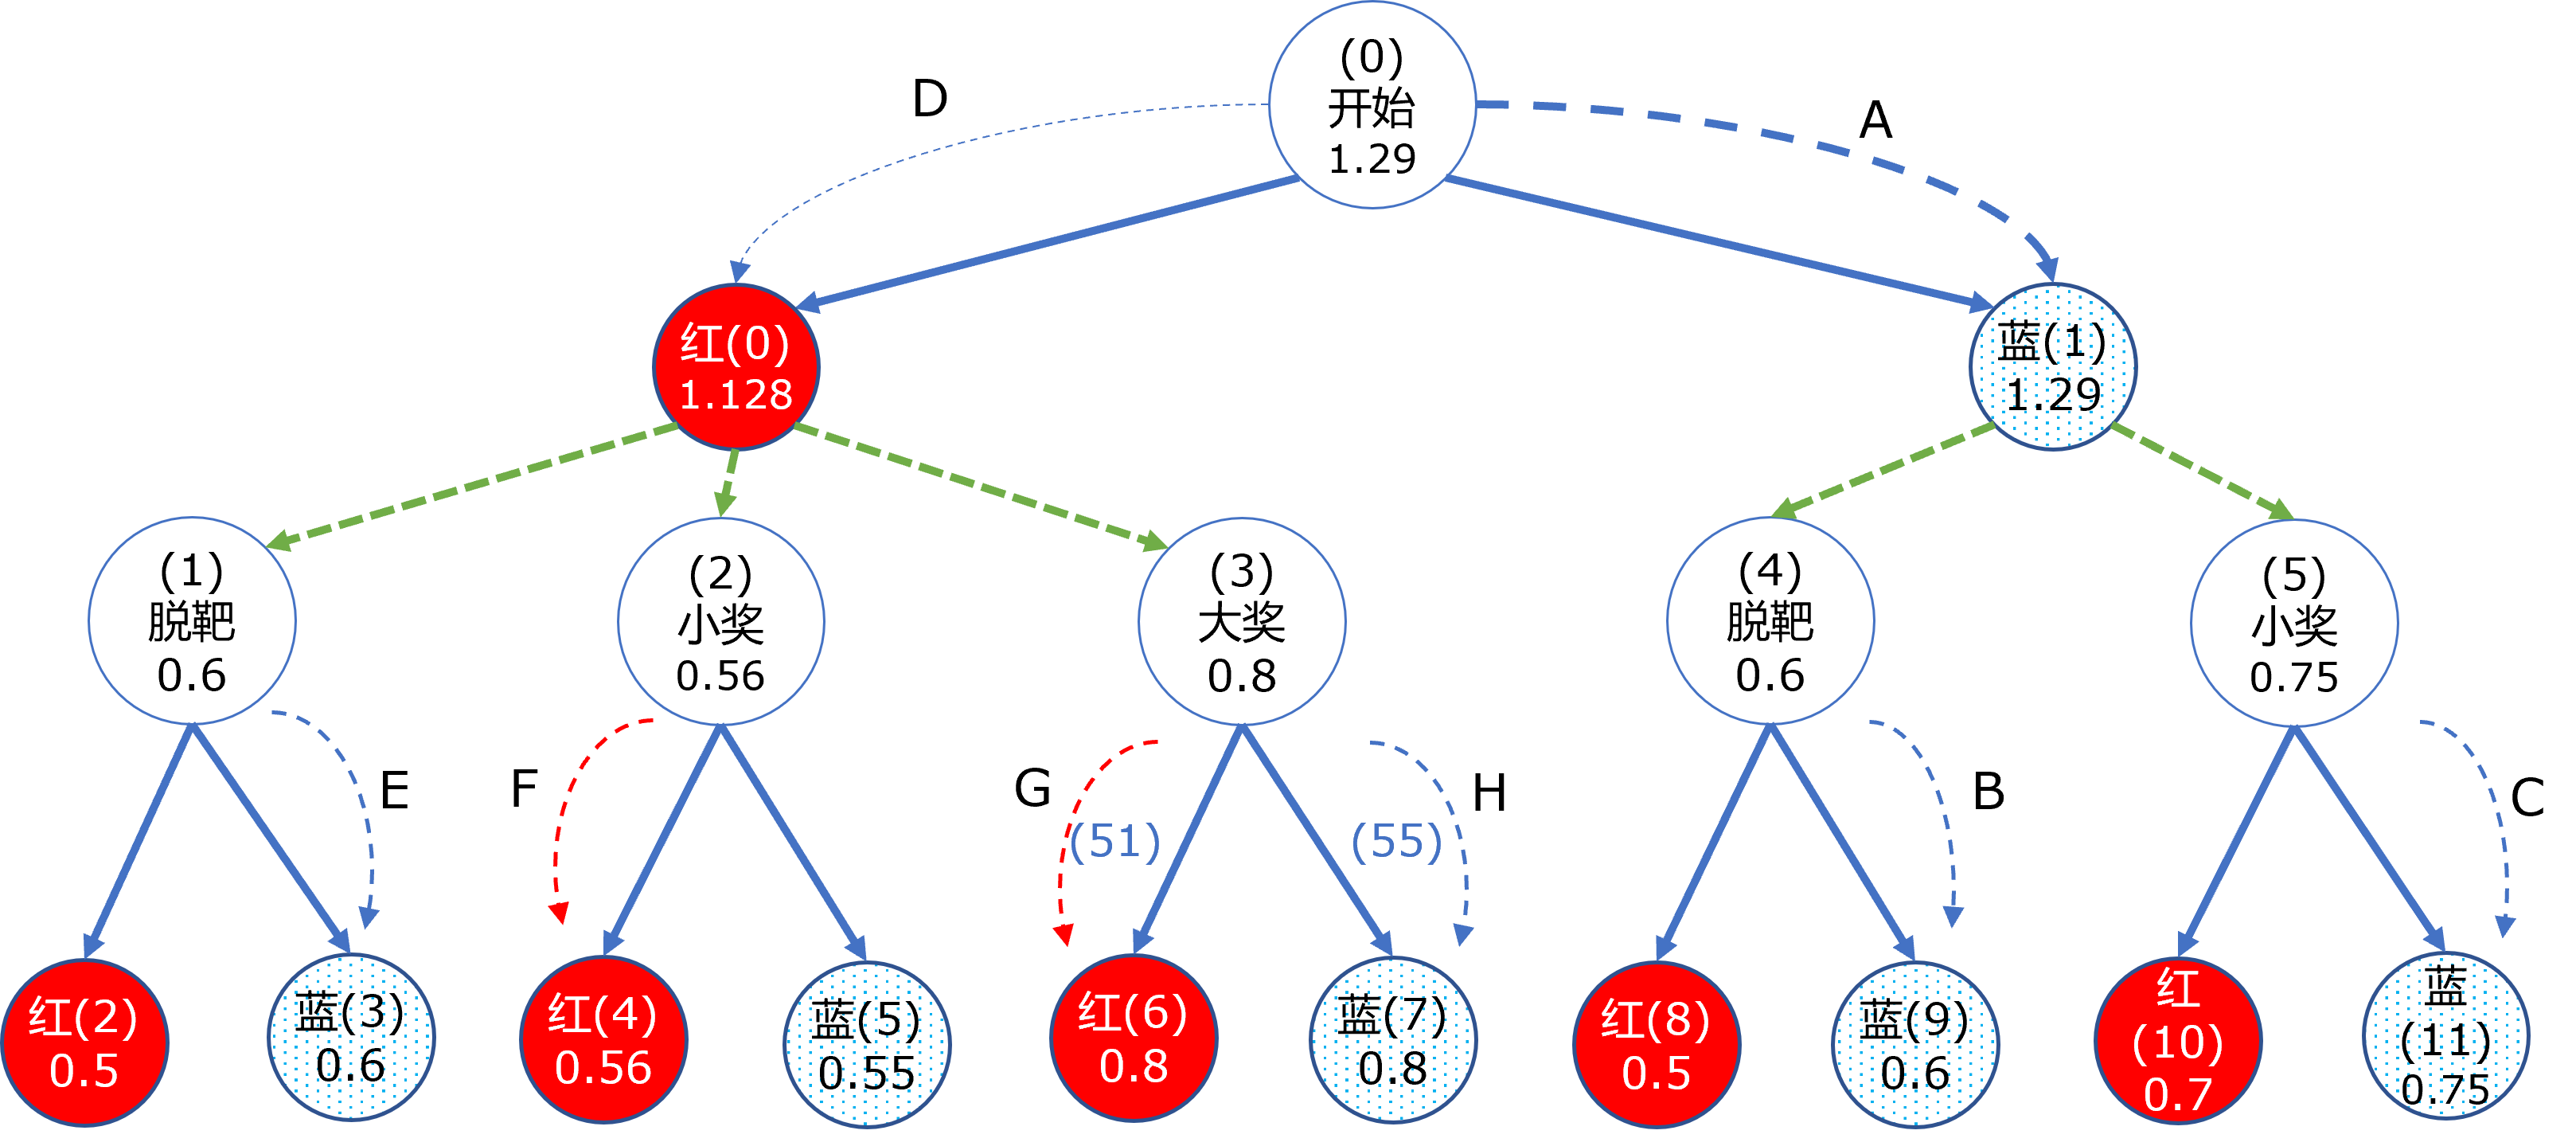 (0)
开始
1.29
D
A
红(0)
1.128
蓝(1)
1.29
(1)
脱靶
0.6
(2)
小奖
0.56
(3)
大奖
0.8
(4)
脱靶
0.6
(5)
小奖
0.75
E
F
G
(51)
(55)
H
B
C
红(2)
0.5
蓝(3)
0.6
红(4)
0.56
蓝(5)
0.55
红(6)
0.8
蓝(7)
0.8
红(8)
0.5
蓝(9)
0.6
红
(10)
0.7
蓝
(11)
0.75